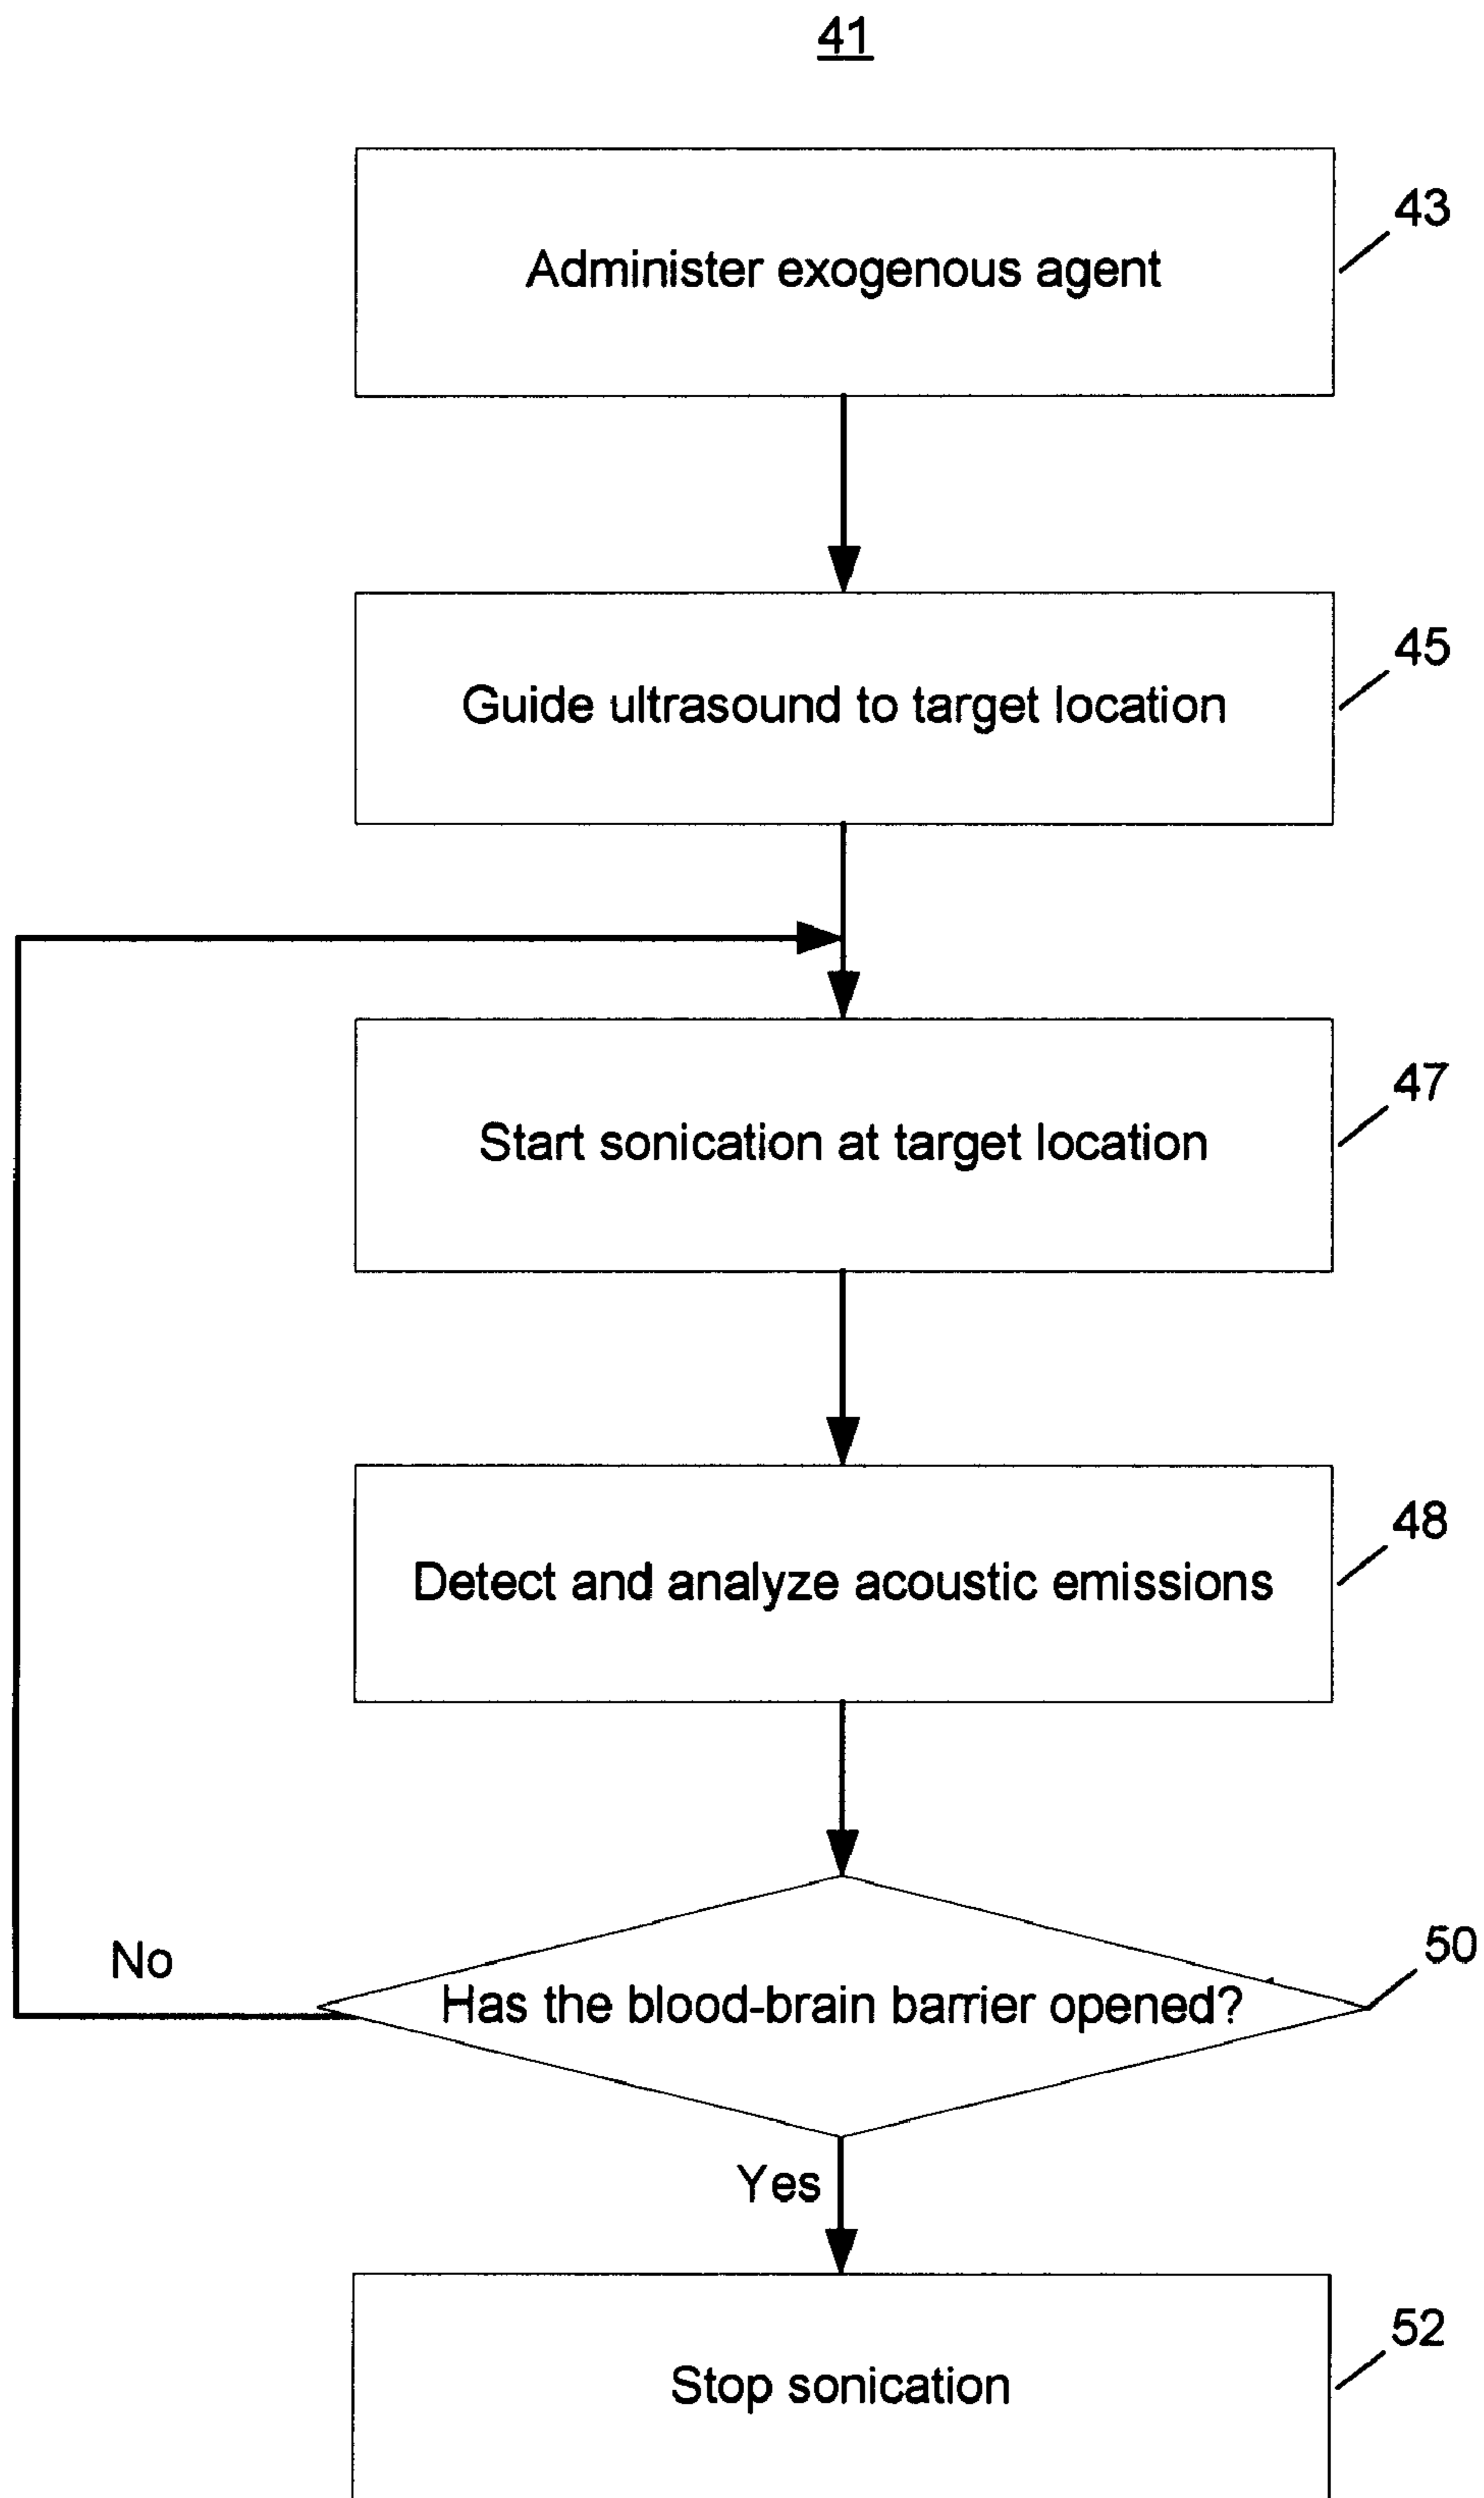 41
Administer exogenous agent
43
Guide ultrasound to target location
45
Start sonication at target location
47
Detect and analyze acoustic emissions
48
Has the blood-brain barrier opened?
50
No
Yes
Stop sonication
52